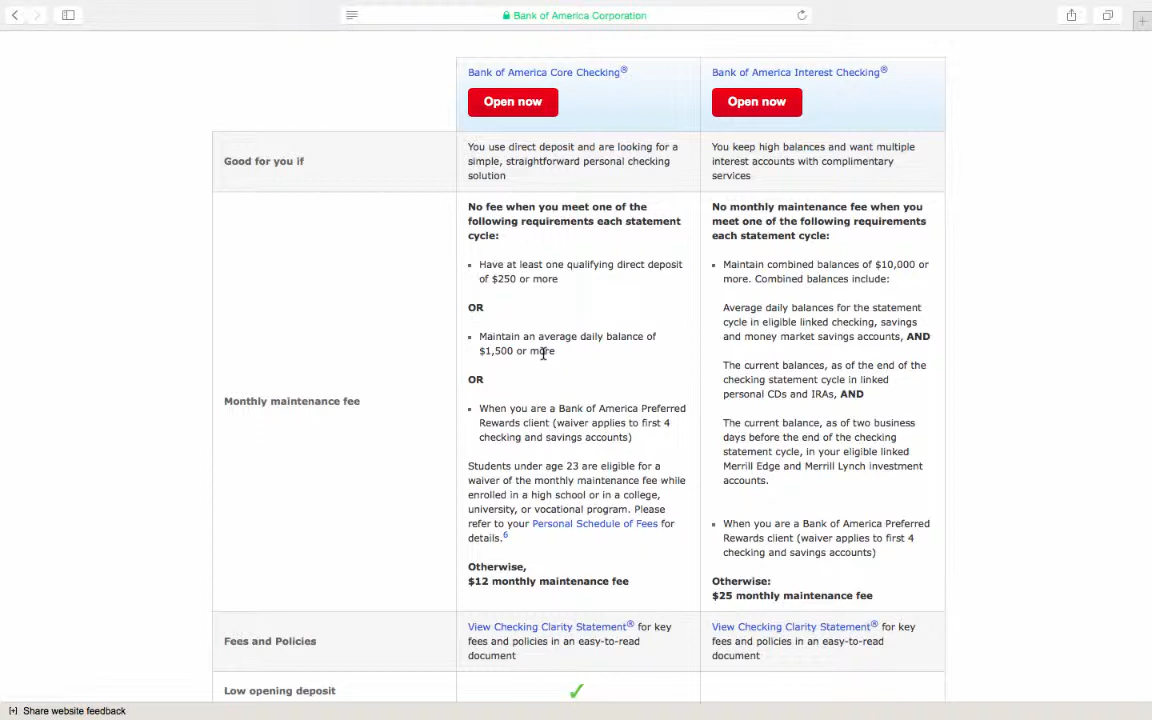 Bank of America Corporation
Bank of America Core Checking®
Open now
Bank of America Interest Checking®
Open now
Good for you if
You use direct deposit and are looking for a
simple, straightforward personal checking
solution
You keep high balances and want multiple
interest accounts with complimentary
services
Monthly maintenance fee
No fee when you meet one of the
following requirements each statement
cycle:
▪ Have at least one qualifying direct deposit
of $250 or more
OR
▪ Maintain an average daily balance of
$1,500 or more
OR
▪ When you are a Bank of America Preferred
Rewards client (waiver applies to first 4
checking and savings accounts)
Students under age 23 are eligible for a
waiver of the monthly maintenance fee while
enrolled in a high school or in a college,
university, or vocational program. Please
refer to your Personal Schedule of Fees for
details.6
Otherwise,
$12 monthly maintenance fee
No monthly maintenance fee when you
meet one of the following requirements
each statement cycle:
▪ Maintain combined balances of $10,000 or
more. Combined balances include:
Average daily balances for the statement
cycle in eligible linked checking, savings
and money market savings accounts, AND
The current balances, as of the end of the
checking statement cycle in linked
personal CDs and IRAs, AND
The current balance, as of two business
days before the end of the checking
statement cycle, in your eligible linked
Merrill Edge and Merrill Lynch investment
accounts.
▪ When you are a Bank of America Preferred
Rewards client (waiver applies to first 4
checking and savings accounts)
Otherwise:
$25 monthly maintenance fee
Fees and Policies
View Checking Clarity Statement® for key
fees and policies in an easy-to-read
document
View Checking Clarity Statement® for key
fees and policies in an easy-to-read
document
Low opening deposit
[+] Share website feedback